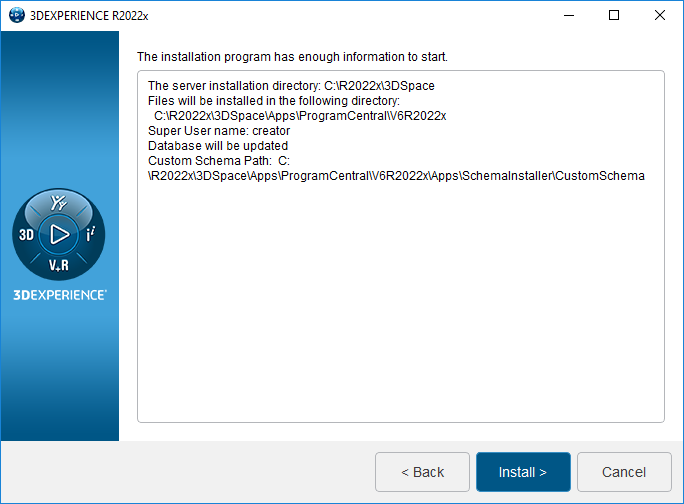 3DEXPERIENCE R2022x
The installation program has enough information to start.
The server installation directory: C:\R2022x\3DSpace
Files will be installed in the following directory:
C:\R2022x\3DSpace\Apps\ProgramCentral\V6R2022x
Super User name: creator
Database will be updated
Custom Schema Path:  C:
\R2022x\3DSpace\Apps\ProgramCentral\V6R2022x\Apps\SchemaInstaller\CustomSchema
3D
V+R
3DEXPERIENCE
< Back
Install >
Cancel